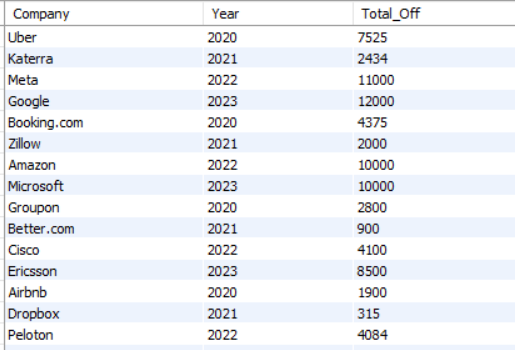 Company Year Total_Off
Uber 2020 7525
Katerra 2021 2434
Meta 2022 11000
Google 2023 12000
Booking.com 2020 4375
Zillow 2021 2000
Amazon 2022 10000
Microsoft 2023 10000
Groupon 2020 2800
Better.com 2021 900
Cisco 2022 4100
Ericsson 2023 8500
Airbnb 2020 1900
Dropbox 2021 315
Peloton 2022 4084